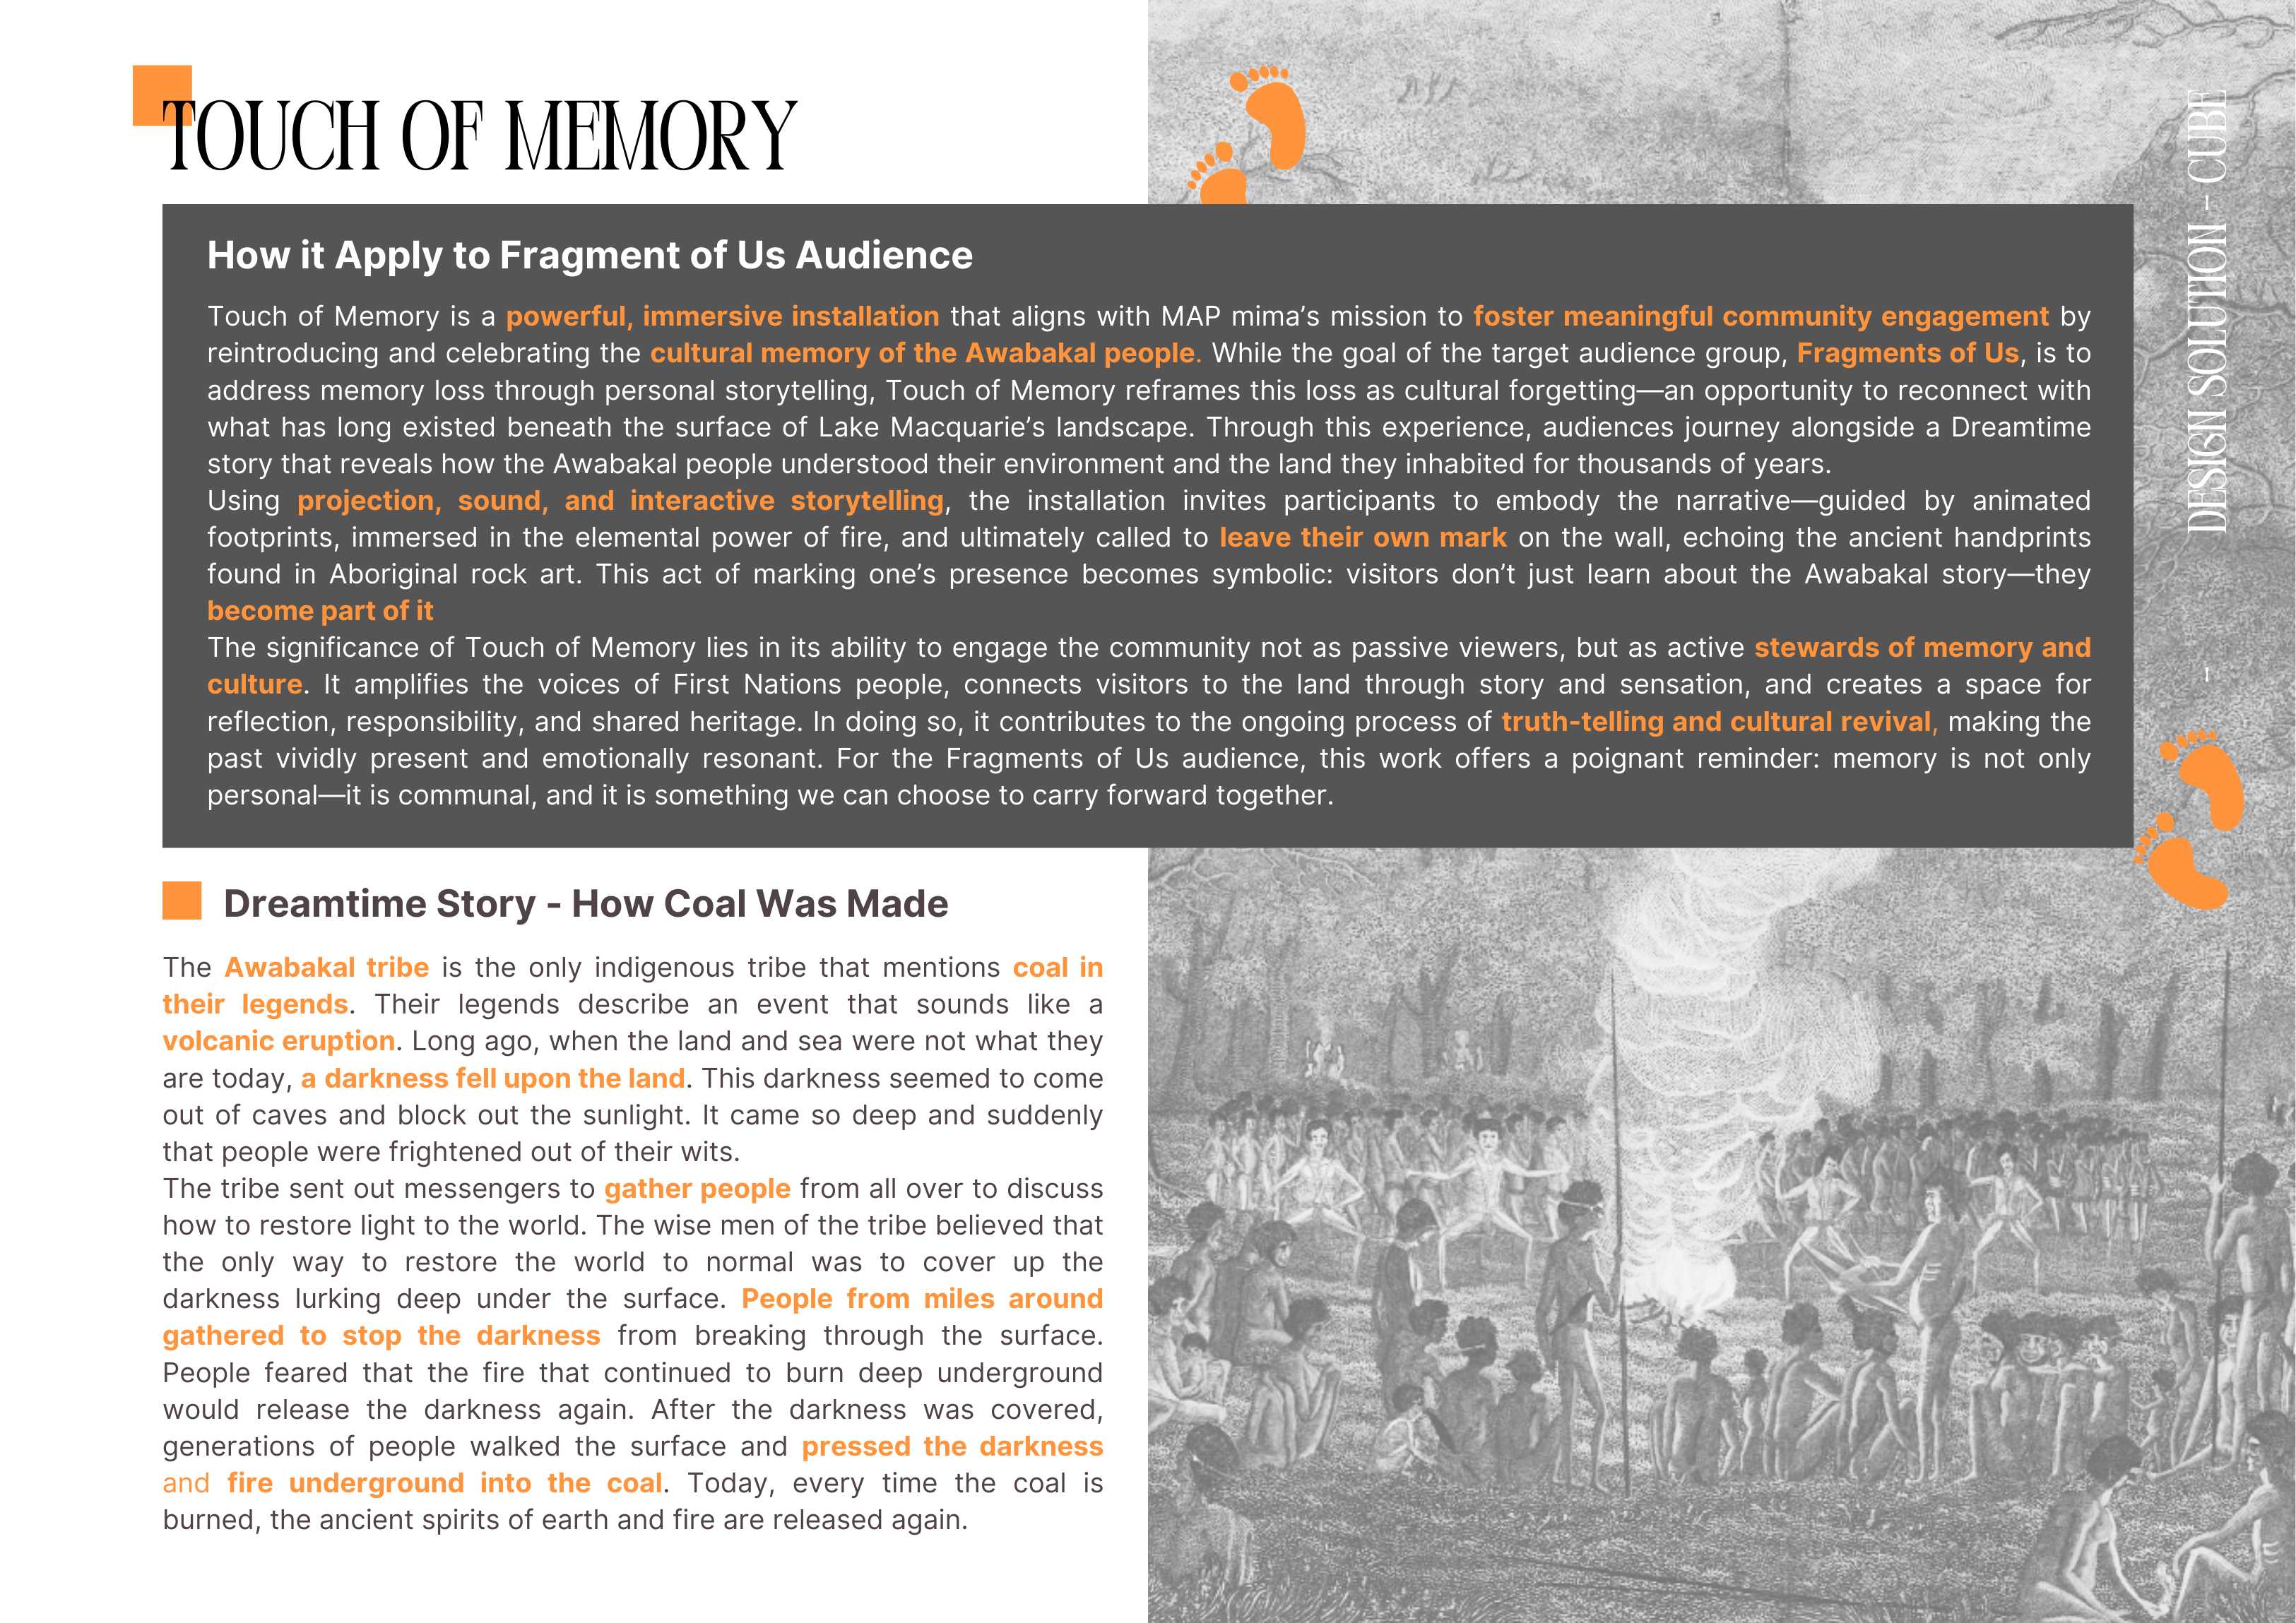 TOUCH OF MEMORY
How it Apply to Fragment of Us Audience
Touch of Memory is a powerful, immersive installation that aligns with MAP mima’s mission to foster meaningful community engagement by
reintroducing and celebrating the cultural memory of the Awabakal people. While the goal of the target audience group, Fragments of Us, is to
address memory loss through personal storytelling, Touch of Memory reframes this loss as cultural forgetting—an opportunity to reconnect with
what has long existed beneath the surface of Lake Macquarie’s landscape. Through this experience, audiences journey alongside a Dreamtime
story that reveals how the Awabakal people understood their environment and the land they inhabited for thousands of years.
Using projection, sound, and interactive storytelling, the installation invites participants to embody the narrative—guided by animated
footprints, immersed in the elemental power of fire, and ultimately called to leave their own mark on the wall, echoing the ancient handprints
found in Aboriginal rock art. This act of marking one’s presence becomes symbolic: visitors don’t just learn about the Awabakal story—they
become part of it
The significance of Touch of Memory lies in its ability to engage the community not as passive viewers, but as active stewards of memory and
culture. It amplifies the voices of First Nations people, connects visitors to the land through story and sensation, and creates a space for
reflection, responsibility, and shared heritage. In doing so, it contributes to the ongoing process of truth-telling and cultural revival, making the
past vividly present and emotionally resonant. For the Fragments of Us audience, this work offers a poignant reminder: memory is not only
personal—it is communal, and it is something we can choose to carry forward together.
Dreamtime Story - How Coal Was Made
The Awabakal tribe is the only indigenous tribe that mentions coal in
their legends. Their legends describe an event that sounds like a
volcanic eruption. Long ago, when the land and sea were not what they
are today, a darkness fell upon the land. This darkness seemed to come
out of caves and block out the sunlight. It came so deep and suddenly
that people were frightened out of their wits.
The tribe sent out messengers to gather people from all over to discuss
how to restore light to the world. The wise men of the tribe believed that
the only way to restore the world to normal was to cover up the
darkness lurking deep under the surface. People from miles around
gathered to stop the darkness from breaking through the surface.
People feared that the fire that continued to burn deep underground
would release the darkness again. After the darkness was covered,
generations of people walked the surface and pressed the darkness
and fire underground into the coal. Today, every time the coal is
burned, the ancient spirits of earth and fire are released again.
DESIGN SOLUTION - CUBE
1